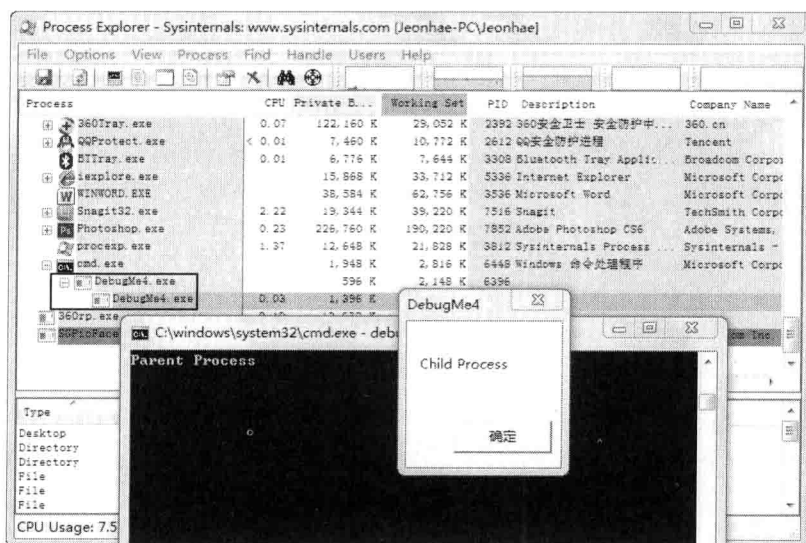 Process Explorer - Sysinternals: www.sysinternals.com [Jeonhae-PC\Jeonhae]
File Options View Process Find Handle Users Help
Process CPU Private B... Working Set PID Description Company Name
360Tray.exe 0.07 122,160 K 29,052 K 2392 360安全卫士 安全防护中... 360.cn
QQProtect.exe < 0.01 7,460 K 10,772 K 2612 QQ安全防护进程 Tencent
BTTray.exe 0.01 6,776 K 7,644 K 3308 Bluetooth Tray Applic... Broadcom Corpor
iexplore.exe 15,868 K 33,712 K 5336 Internet Explorer Microsoft Corpo
WINWORD.EXE 38,584 K 62,756 K 3536 Microsoft Word Microsoft Corpo
Snagit32.exe 2.22 19,344 K 39,220 K 7516 Snagit TechSmith Corpo
Photoshop.exe 0.23 226,760 K 190,220 K 7852 Adobe Photoshop CS6 Adobe Systems,
procexp.exe 1.37 12,648 K 21,828 K 3812 Sysinternals Process ... Sysinternals -
cmd.exe 1,948 K 2,816 K 6448 Windows 命令处理程序 Microsoft Corpo
DebugMe4.exe 596 K 2,148 K 6396
DebugMe4.exe 0.03 1,396 K
360rp.exe
SGPicFace
C:\windows\system32\cmd.exe - debu
Parent Process
DebugMe4
Child Process
确定
Type
Desktop
Directory
Directory
File
File
File
CPU Usage: 7.5